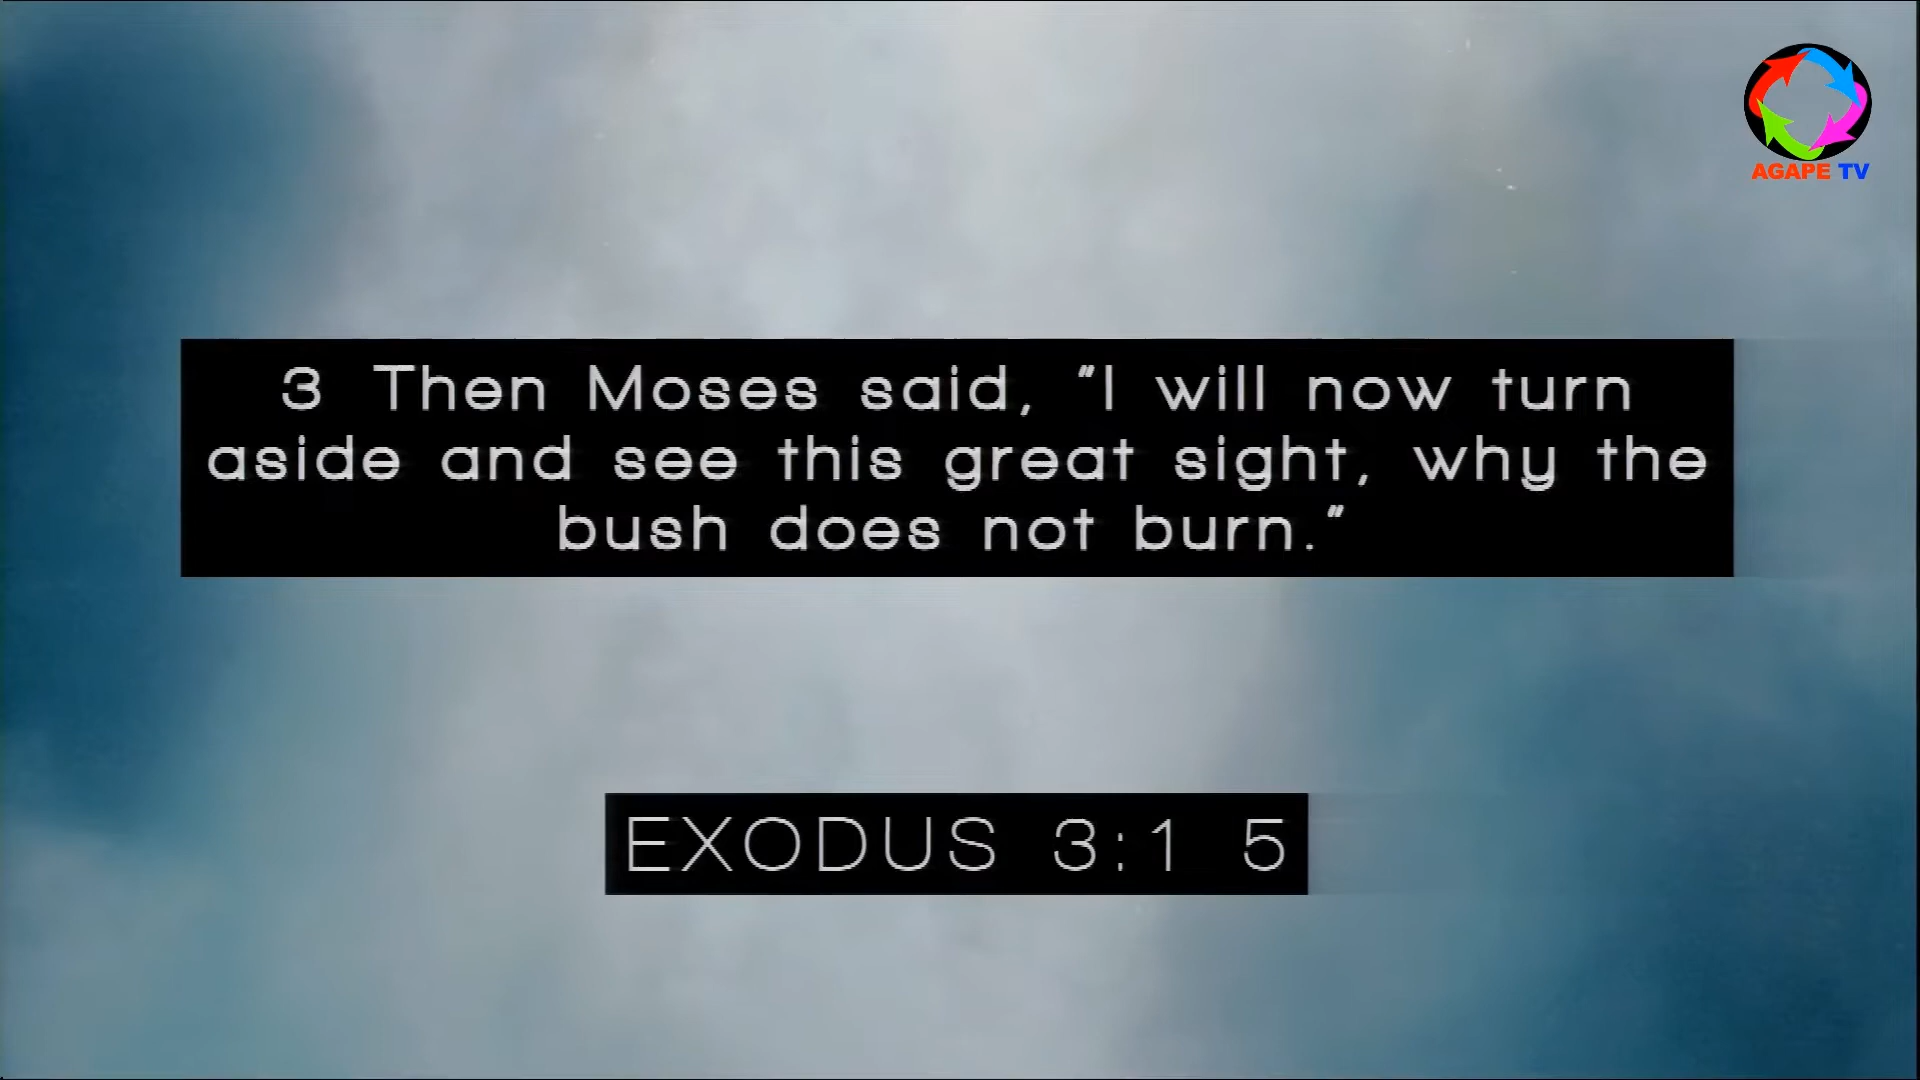 AGAPE TV
3 Then Moses said, “I will now turn
aside and see this great sight, why the
bush does not burn.”
EXODUS 3:1 5